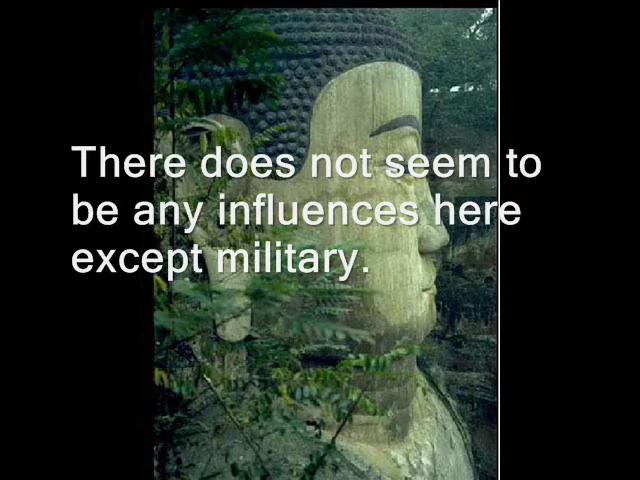 There does not seem to
be any influences here
except military.